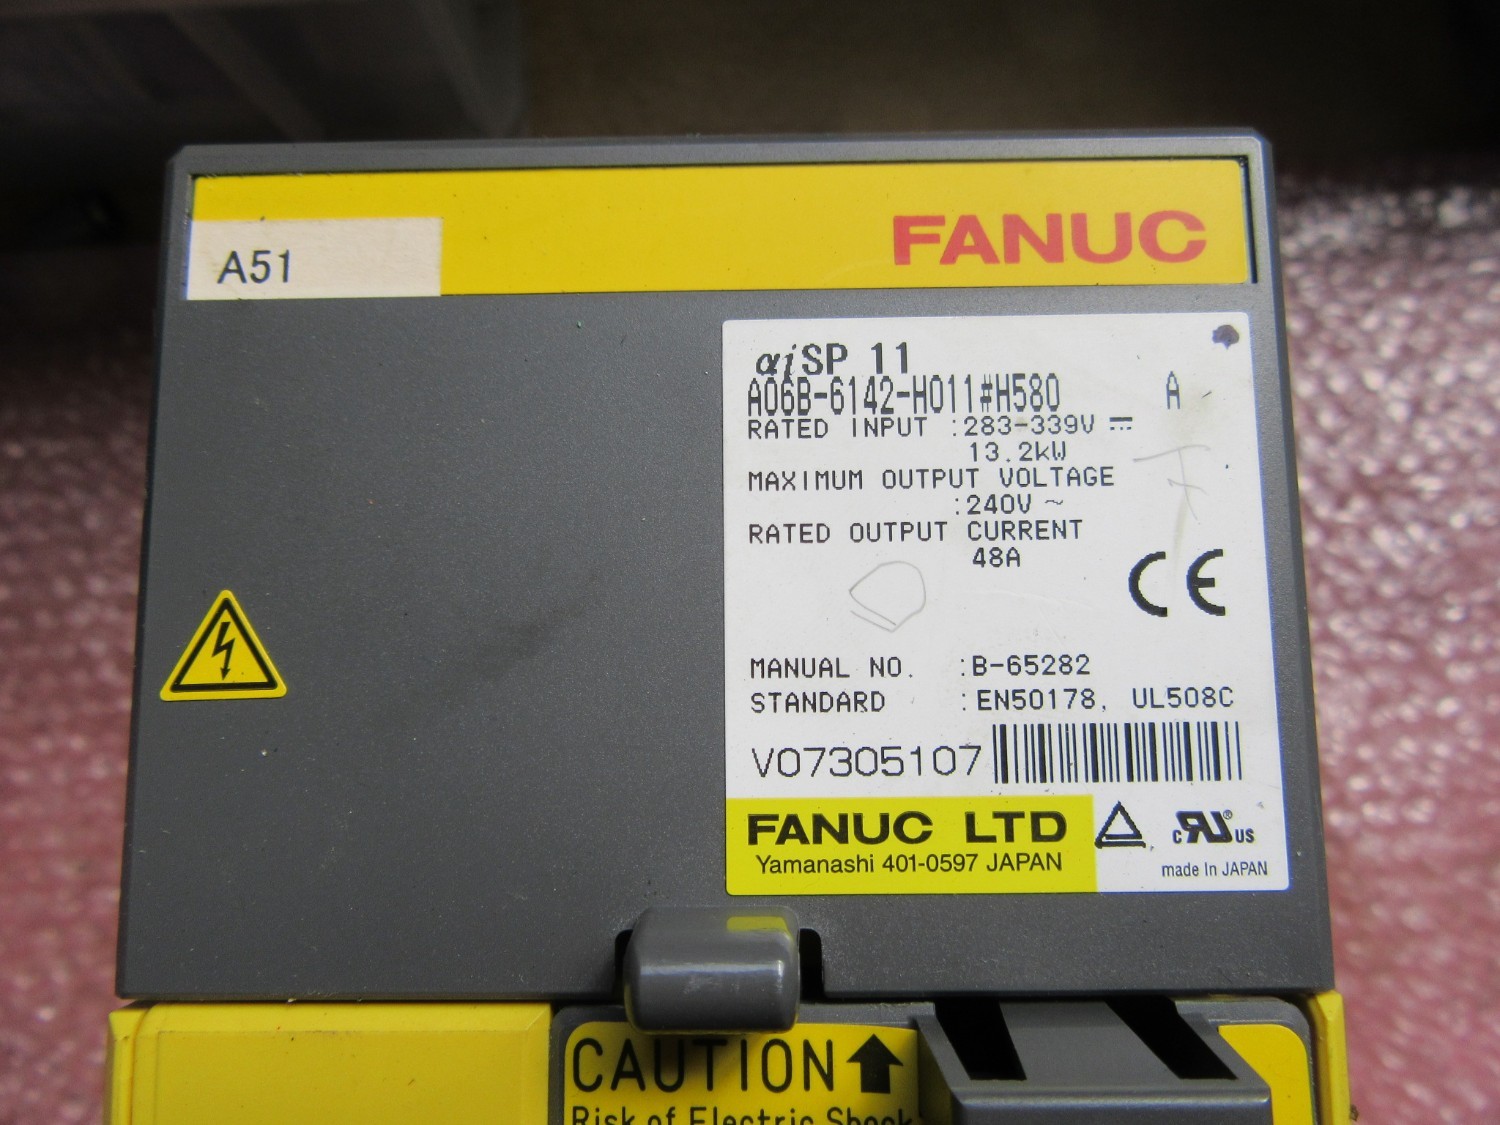 FANUC
A51
αiSP 11
A06B-6142-H011#H580 A
RATED INPUT :283-339V ⎓
13.2kW
MAXIMUM OUTPUT VOLTAGE
:240V ~
RATED OUTPUT CURRENT
48A
CE
MANUAL NO. :B-65282
STANDARD :EN50178, UL508C
V07305107
FANUC LTD
Yamanashi 401-0597 JAPAN
c RU ® US
made In JAPAN
CAUTION
Risk of Electric Shock